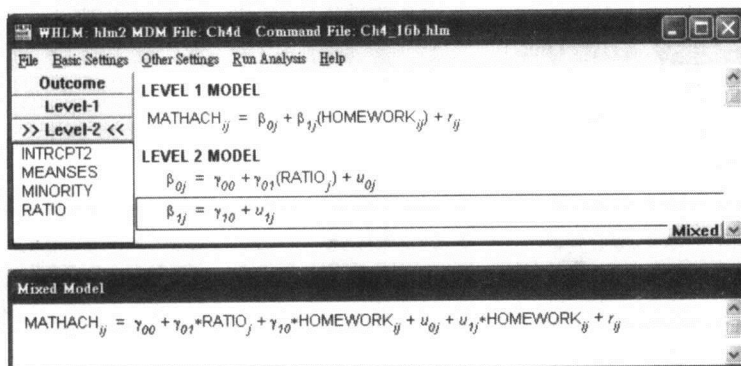 WHLM: hlm2 MDM File: Ch4d Command File: Ch4_16b.hlm
File Basic Settings Other Settings Run Analysis Help
Outcome
Level-1
>> Level-2 <<
INTRCPT2
MEANSES
MINORITY
RATIO
LEVEL 1 MODEL
MATHACH_ij = β_0j + β_1j(HOMEWORK_ij) + r_ij
LEVEL 2 MODEL
β_0j = γ_00 + γ_01(RATIO_j) + u_0j
β_1j = γ_10 + u_1j
Mixed
Mixed Model
MATHACH_ij = γ_00 + γ_01*RATIO_j + γ_10*HOMEWORK_ij + u_0j + u_1j*HOMEWORK_ij + r_ij